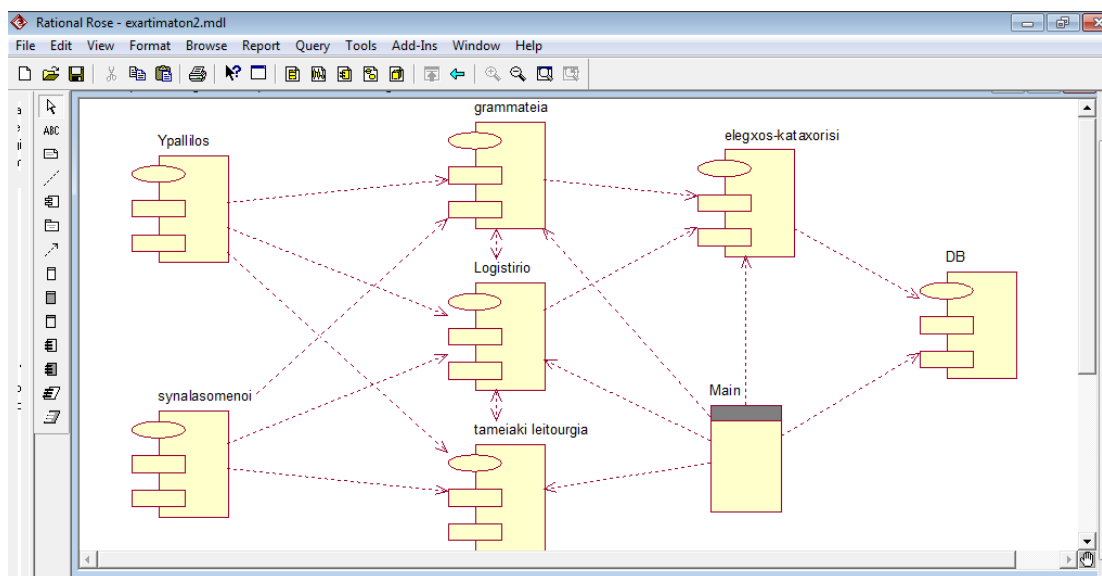 Rational Rose - exartimaton2.mdl
File Edit View Format Browse Report Query Tools Add-Ins Window Help
ABC
grammateia
Ypallilos
elegxos-kataxorisi
Logistirio
DB
synalasomenoi
Main
tameiaki leitourgia